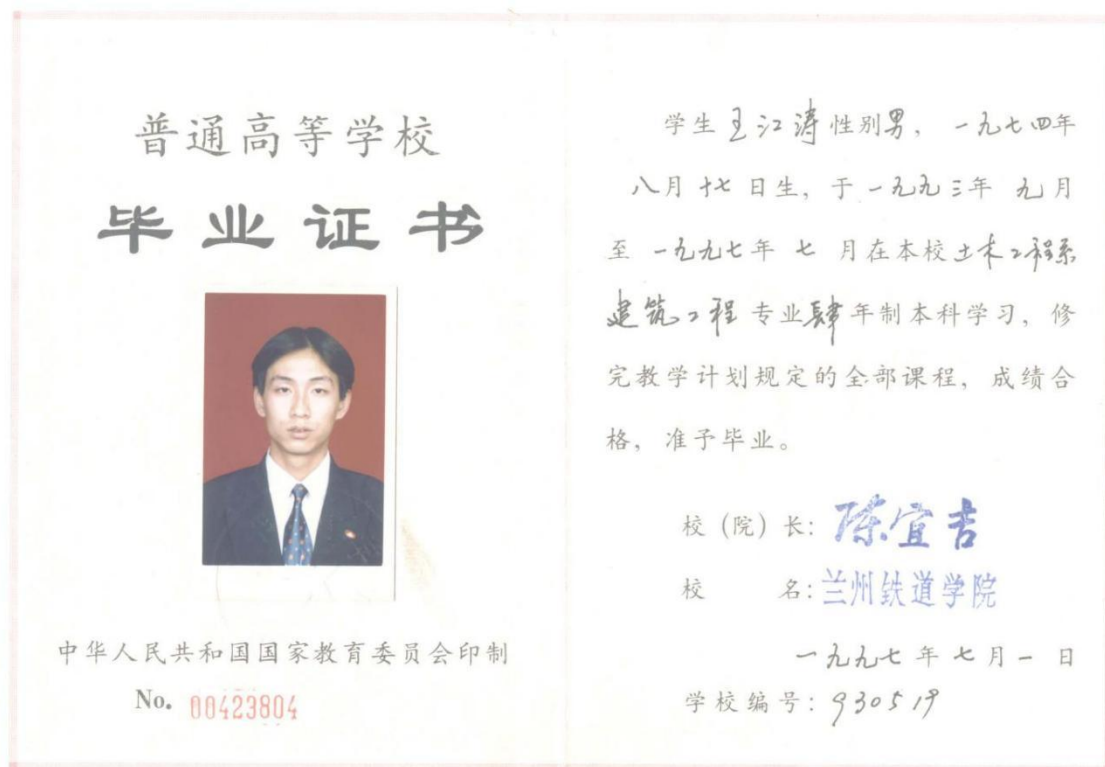 普通高等学校
毕业证书
中华人民共和国国家教育委员会印制
No. 00423804
学生王江涛性别男，一九七四年
八月十七日生，于一九九三年九月
至一九九七年七月在本校土木工程系
建筑工程专业肆年制本科学习，修
完教学计划规定的全部课程，成绩合
格，准予毕业。
校（院）长：陈宜吉
校名：兰州铁道学院
一九九七年七月一日
学校编号：930519